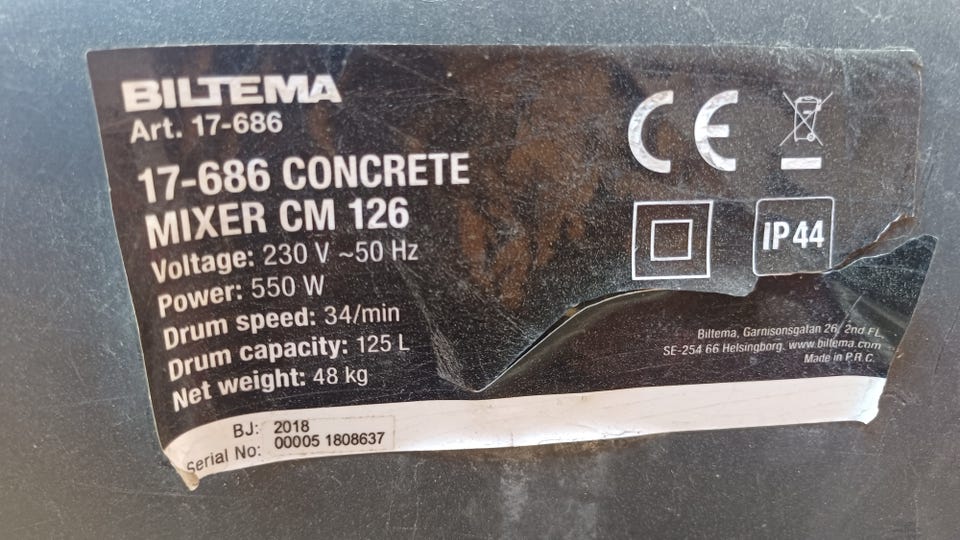 BILTEMA
Art. 17-686
17-686 CONCRETE
MIXER CM 126
Voltage: 230 V ~50 Hz
Power: 550 W
Drum speed: 34/min
Drum capacity: 125 L
Net weight: 48 kg
CE
IP44
Biltema, Garnisonsgatan 26, 2nd FL
SE-254 66 Helsingborg, www.biltema.com
Made in P.R.C.
BJ: 2018
Serial No: 00005 1808637